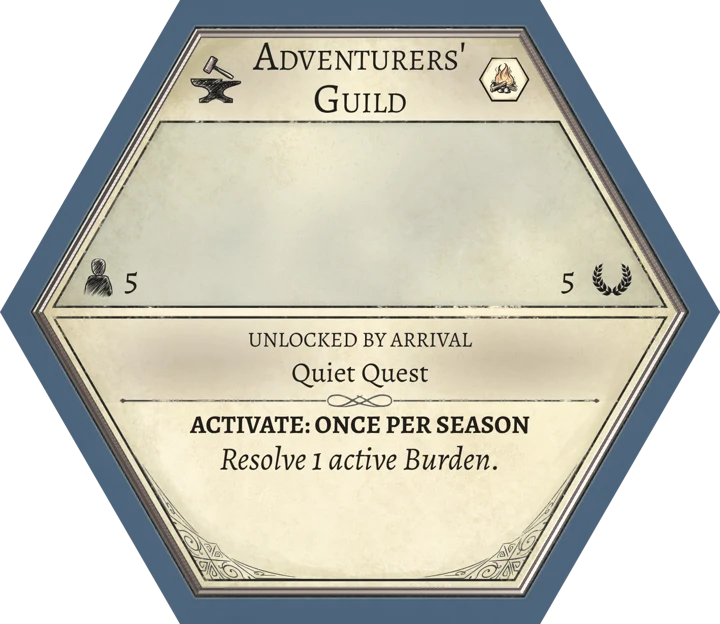 Adventurers'
Guild
5 5
UNLOCKED BY ARRIVAL
Quiet Quest
ACTIVATE: ONCE PER SEASON
Resolve 1 active Burden.